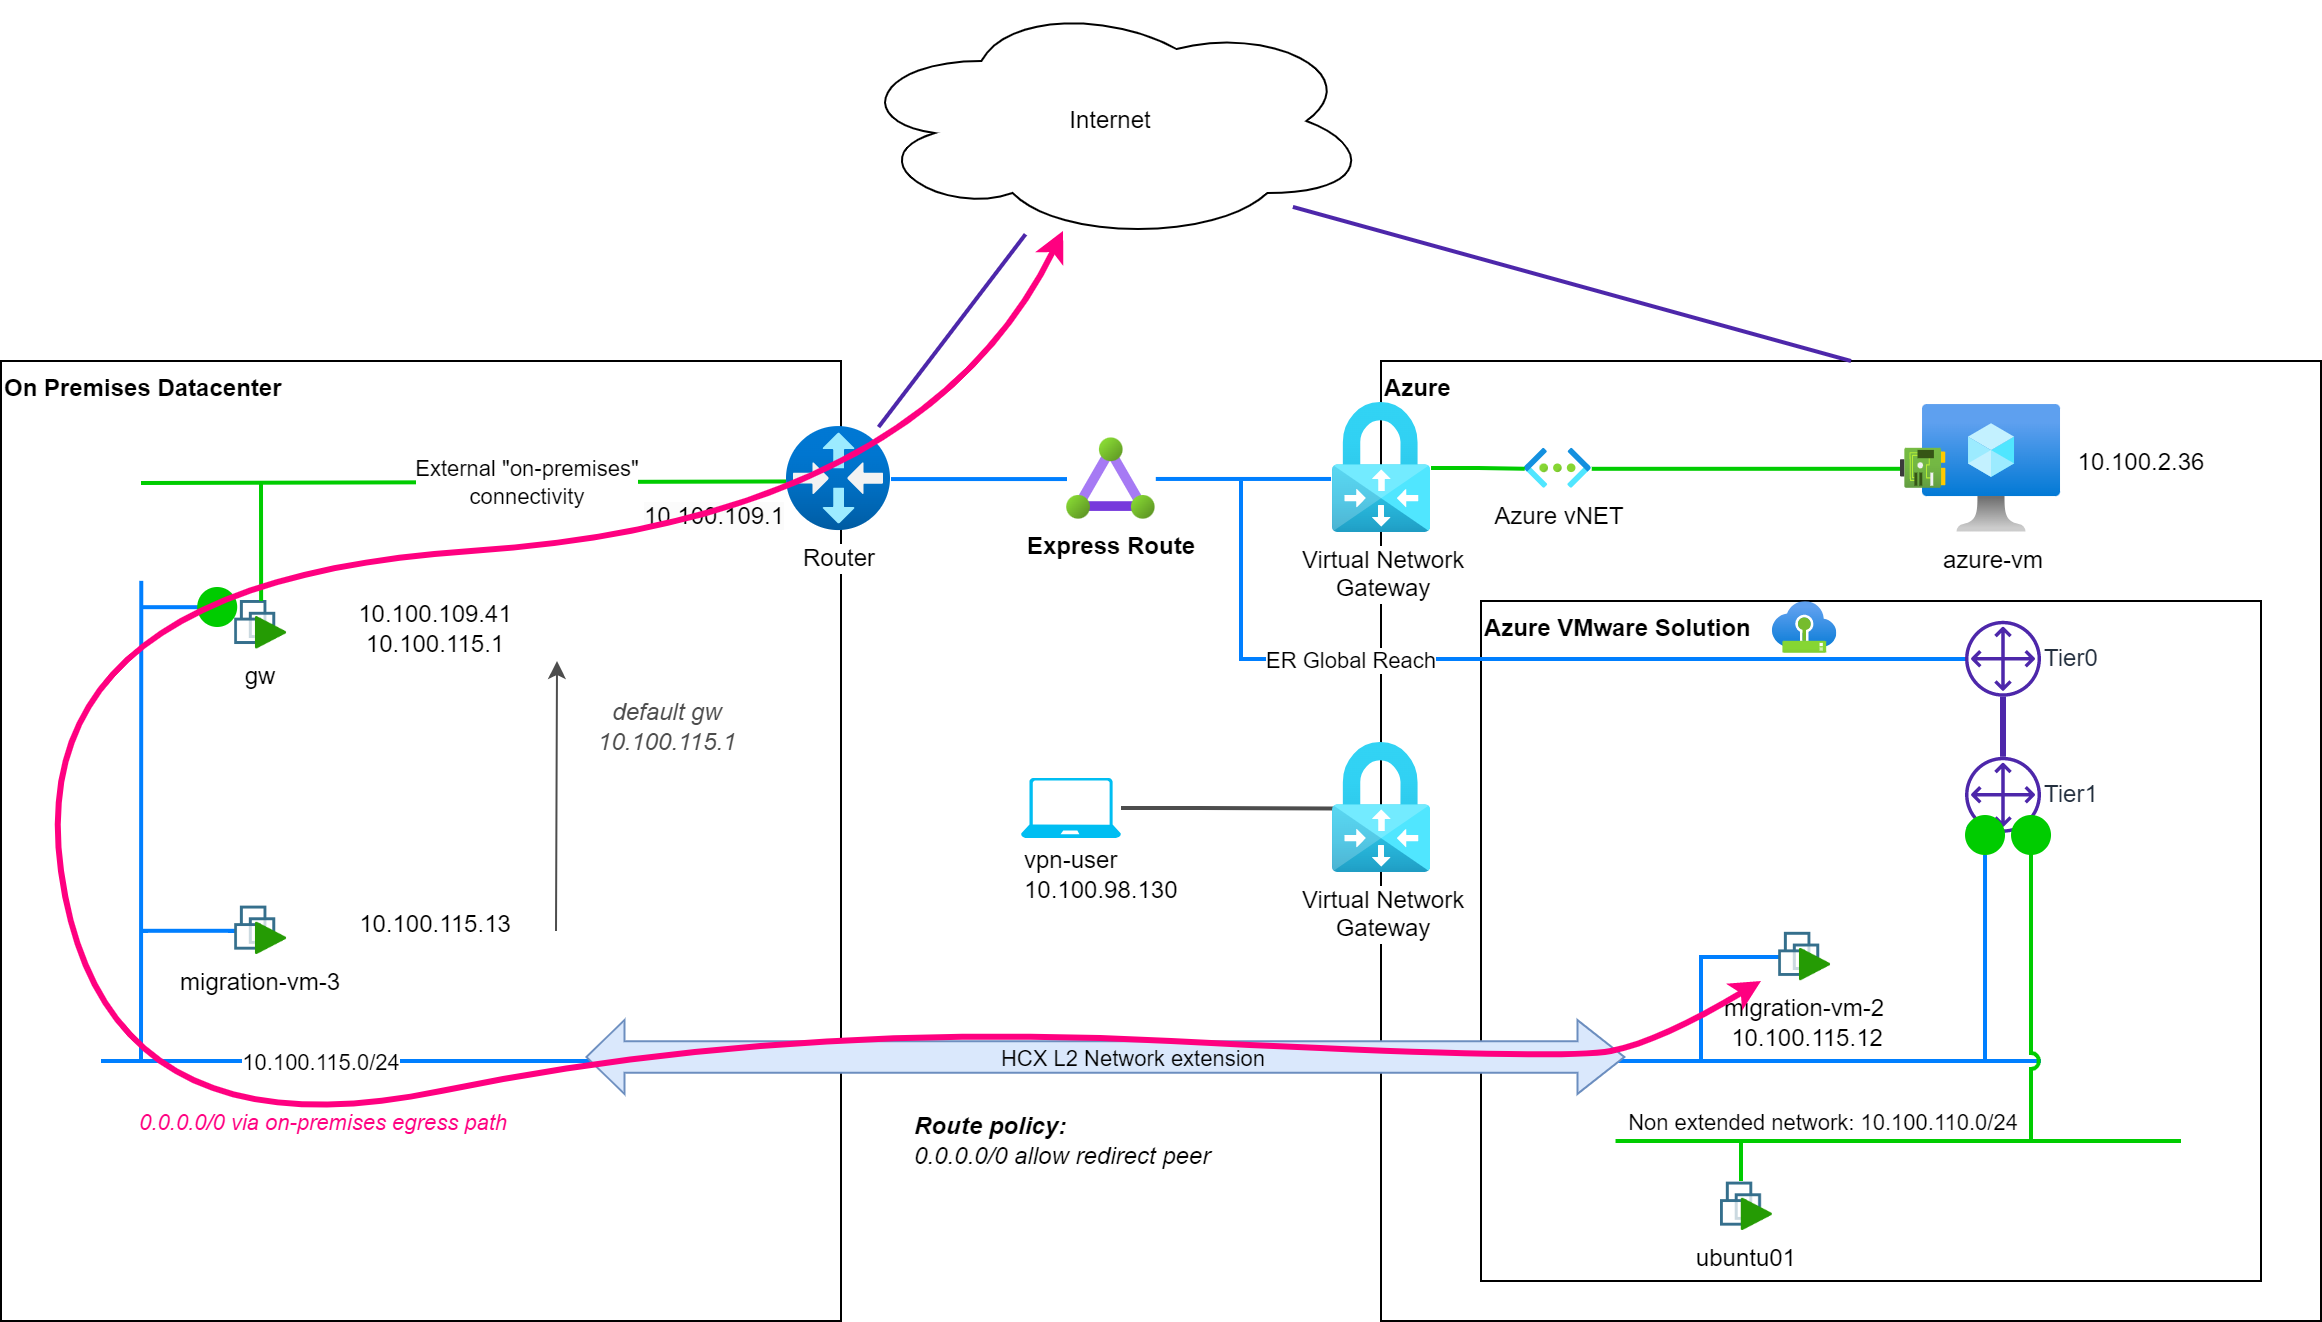 Internet
On Premises Datacenter
Azure
External "on-premises"
connectivity
10.100.109.1
Router
Express Route
Virtual Network
Gateway
Azure vNET
10.100.2.36
azure-vm
10.100.109.41
10.100.115.1
gw
default gw
10.100.115.1
ER Global Reach
Azure VMware Solution
Tier0
Tier1
vpn-user
10.100.98.130
Virtual Network
Gateway
10.100.115.13
migration-vm-3
migration-vm-2
10.100.115.12
10.100.115.0/24
HCX L2 Network extension
0.0.0.0/0 via on-premises egress path
Route policy:
0.0.0.0/0 allow redirect peer
Non extended network: 10.100.110.0/24
ubuntu01